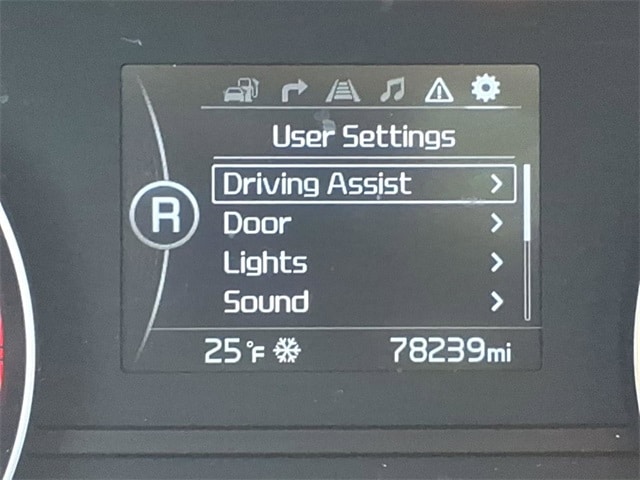 User Settings
Driving Assist
R
Door
Lights
Sound
25°F
78239mi